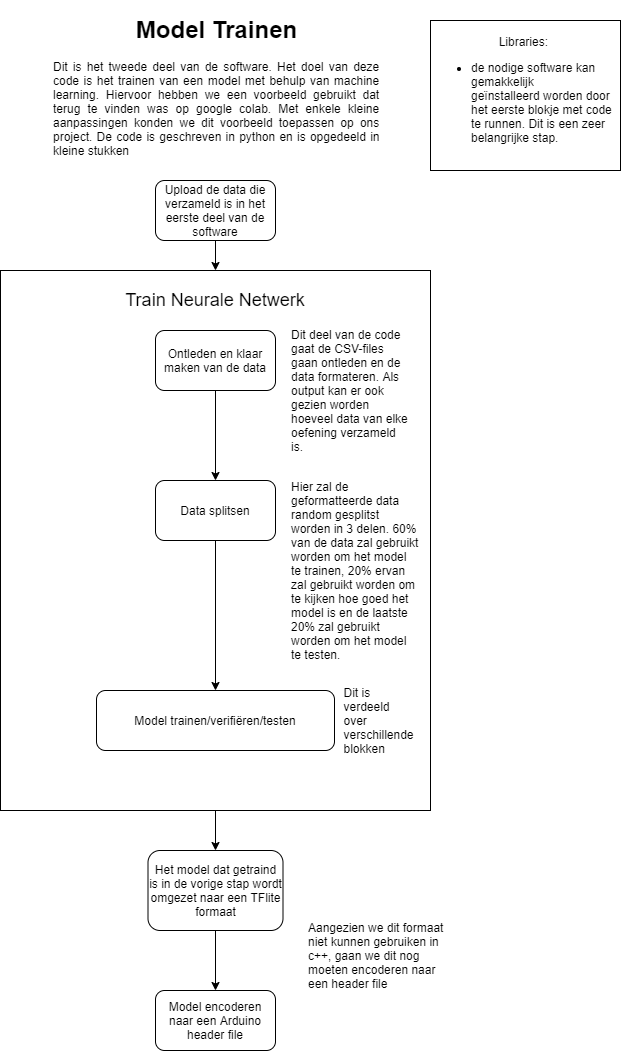 Model Trainen
Dit is het tweede deel van de software. Het doel van deze
code is het trainen van een model met behulp van machine
learning. Hiervoor hebben we een voorbeeld gebruikt dat
terug te vinden was op google colab. Met enkele kleine
aanpassingen konden we dit voorbeeld toepassen op ons
project. De code is geschreven in python en is opgedeeld in
kleine stukken
Libraries:
• de nodige software kan
gemakkelijk
geïnstalleerd worden door
het eerste blokje met code
te runnen. Dit is een zeer
belangrijke stap.
Upload de data die
verzameld is in het
eerste deel van de
software
Train Neurale Netwerk
Ontleden en klaar
maken van de data
Dit deel van de code
gaat de CSV-files
gaan ontleden en de
data formateren. Als
output kan er ook
gezien worden
hoeveel data van elke
oefening verzameld
is.
Data splitsen
Hier zal de
geformatteerde data
random gesplitst
worden in 3 delen. 60%
van de data zal gebruikt
worden om het model
te trainen, 20% ervan
zal gebruikt worden om
te kijken hoe goed het
model is en de laatste
20% zal gebruikt
worden om het model
te testen.
Model trainen/verifiëren/testen
Dit is
verdeeld
over
verschillende
blokken
Het model dat getraind
is in de vorige stap wordt
omgezet naar een TFlite
formaat
Aangezien we dit formaat
niet kunnen gebruiken in
c++, gaan we dit nog
moeten encoderen naar
een header file
Model encoderen
naar een Arduino
header file